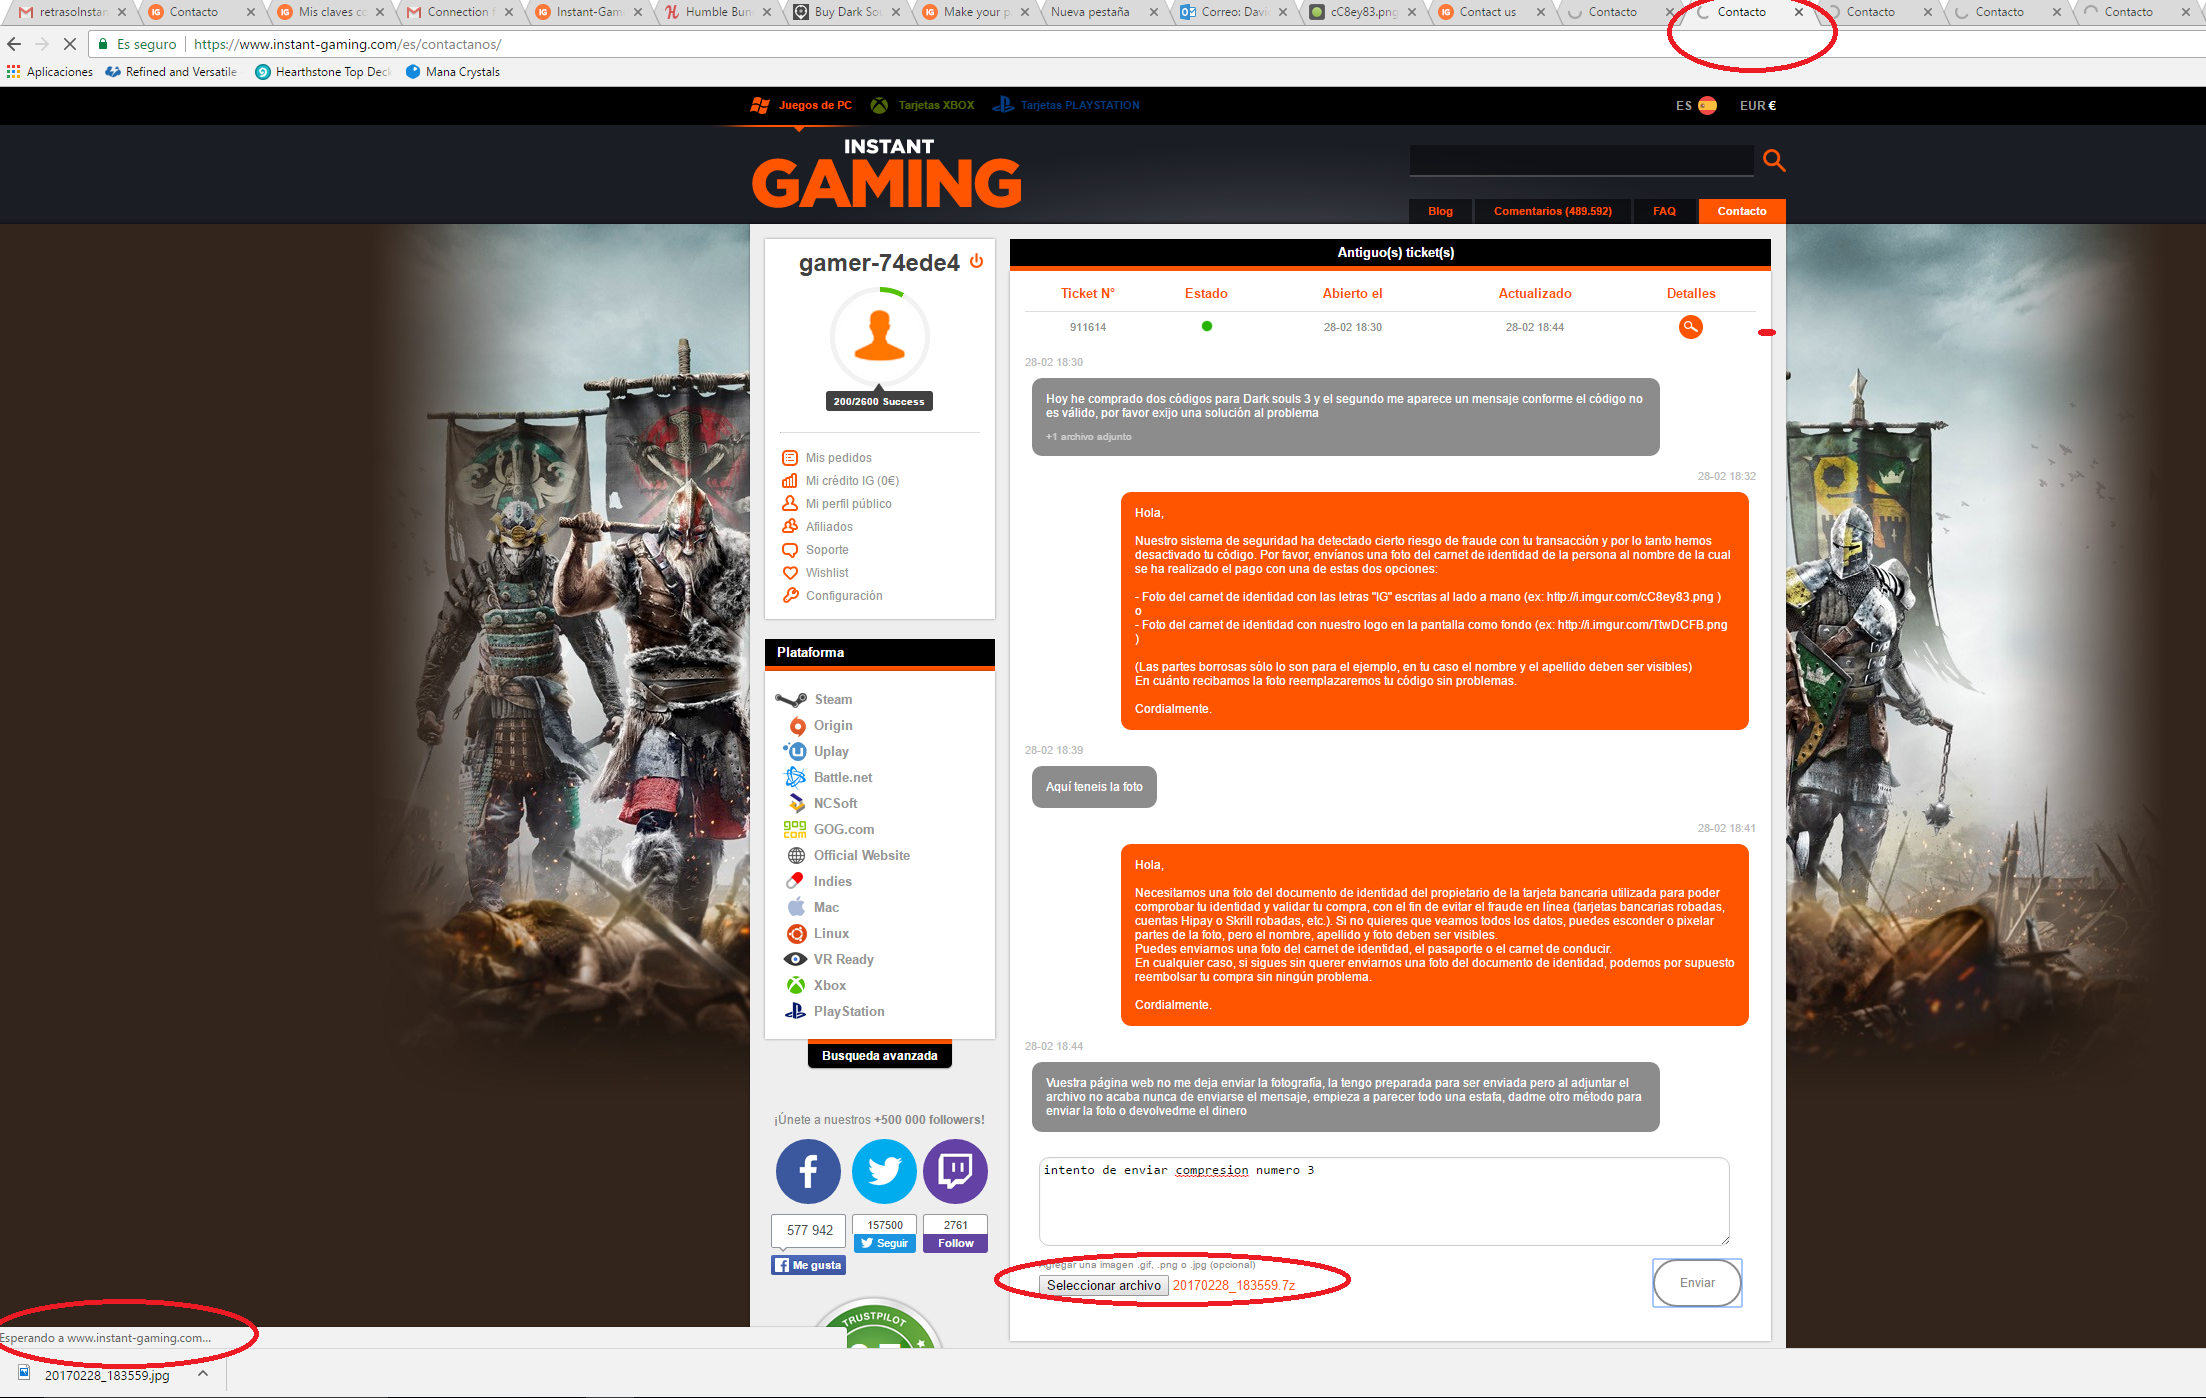 retrasoInstan
Contacto
Mis claves co
Connection f
Instant-Gam
Humble Bun
Buy Dark Sou
Make your p
Nueva pestaña
Correo: Davi
cC8ey83.png
Contact us
Contacto
Contacto
Contacto
Contacto
Contacto
Es seguro https://www.instant-gaming.com/es/contactanos/
Aplicaciones Refined and Versatile Hearthstone Top Dec Mana Crystals
Juegos de PC Tarjetas XBOX Tarjetas PLAYSTATION ES EUR €
INSTANT
GAMING
Blog Comentarios (489.592) FAQ Contacto
gamer-74ede4
200/2600 Success
Mis pedidos
Mi crédito IG (0€)
Mi perfil público
Afiliados
Soporte
Wishlist
Configuración
Plataforma
Steam
Origin
Uplay
Battle.net
NCSoft
GOG.com
Official Website
Indies
Mac
Linux
VR Ready
Xbox
PlayStation
Busqueda avanzada
¡Únete a nuestros +500 000 followers!
577 942 157500 2761
Me gusta Seguir Follow
TRUSTPILOT
Antiguo(s) ticket(s)
Ticket N° Estado Abierto el Actualizado Detalles
911614 28-02 18:30 28-02 18:44
28-02 18:30
Hoy he comprado dos códigos para Dark souls 3 y el segundo me aparece un mensaje conforme el código no
es válido, por favor exijo una solución al problema
+1 archivo adjunto
28-02 18:32
Hola,
Nuestro sistema de seguridad ha detectado cierto riesgo de fraude con tu transacción y por lo tanto hemos
desactivado tu código. Por favor, envíanos una foto del carnet de identidad de la persona al nombre de la cual
se ha realizado el pago con una de estas dos opciones:
- Foto del carnet de identidad con las letras "IG" escritas al lado a mano (ex: http://i.imgur.com/cC8ey83.png )
o
- Foto del carnet de identidad con nuestro logo en la pantalla como fondo (ex: http://i.imgur.com/TtwDCFB.png
)
(Las partes borrosas sólo lo son para el ejemplo, en tu caso el nombre y el apellido deben ser visibles)
En cuánto recibamos la foto reemplazaremos tu código sin problemas.
Cordialmente.
28-02 18:39
Aquí teneis la foto
28-02 18:41
Hola,
Necesitamos una foto del documento de identidad del propietario de la tarjeta bancaria utilizada para poder
comprobar tu identidad y validar tu compra, con el fin de evitar el fraude en línea (tarjetas bancarias robadas,
cuentas Hipay o Skrill robadas, etc.). Si no quieres que veamos todos los datos, puedes esconder o pixelar
partes de la foto, pero el nombre, apellido y foto deben ser visibles.
Puedes enviarnos una foto del carnet de identidad, el pasaporte o el carnet de conducir.
En cualquier caso, si sigues sin querer enviarnos una foto del documento de identidad, podemos por supuesto
reembolsar tu compra sin ningún problema.
Cordialmente.
28-02 18:44
Vuestra página web no me deja enviar la fotografía, la tengo preparada para ser enviada pero al adjuntar el
archivo no acaba nunca de enviarse el mensaje, empieza a parecer todo una estafa, dadme otro método para
enviar la foto o devolvedme el dinero
intento de enviar compresion numero 3
Agregar una imagen .gif, .png o .jpg (opcional)
Seleccionar archivo 20170228_183559.7z
Enviar
Esperando a www.instant-gaming.com...
20170228_183559.jpg